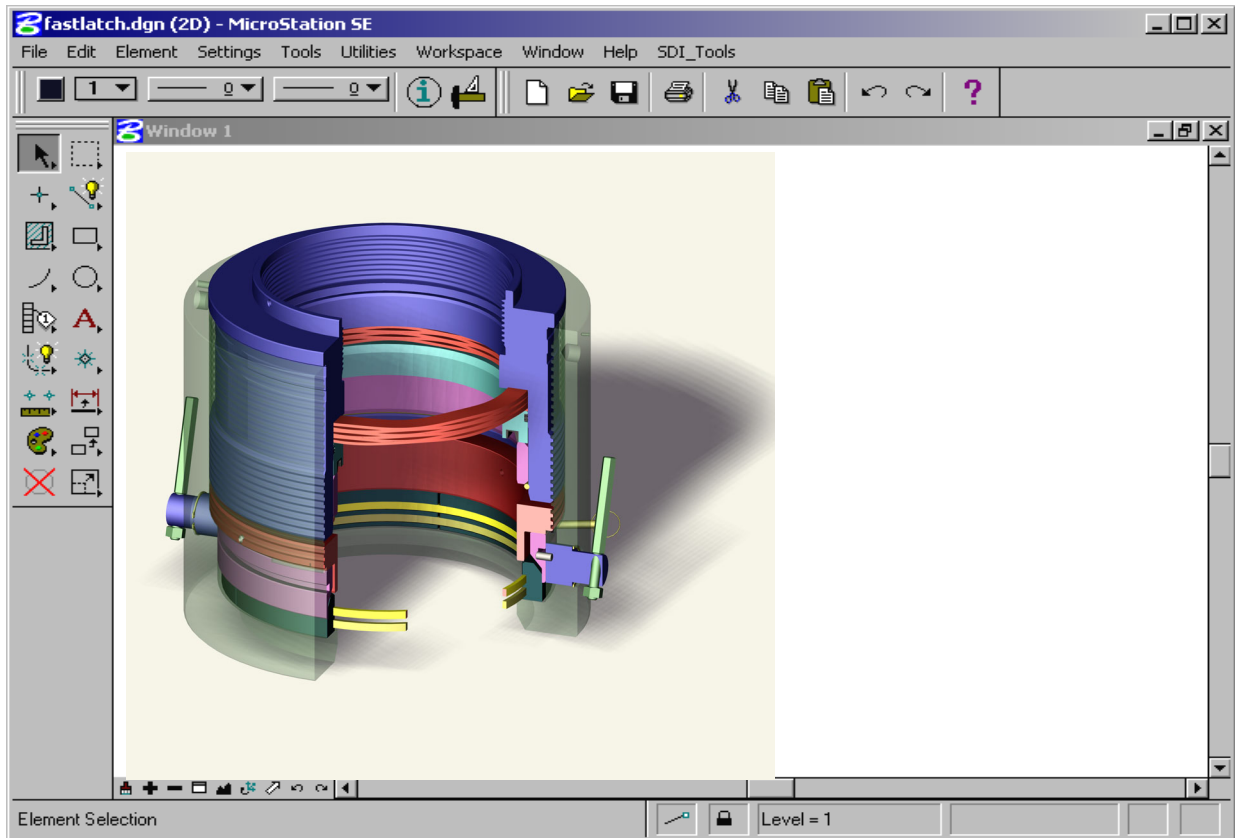 fastlatch.dgn (2D) - MicroStation SE
File Edit Element Settings Tools Utilities Workspace Window Help SDI_Tools
1 0 0 ?
Window 1
1
A
Element Selection
Level = 1